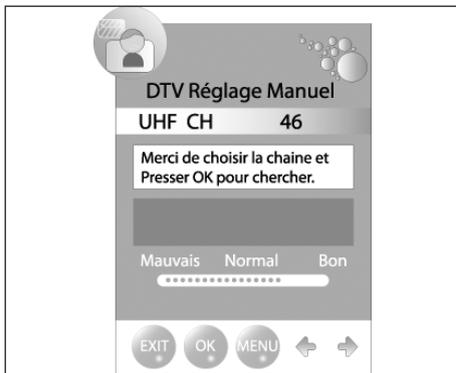 DTV Réglage Manuel
UHF CH 46
Merci de choisir la chaine et
Presser OK pour chercher.
Mauvais Normal Bon
EXIT OK MENU